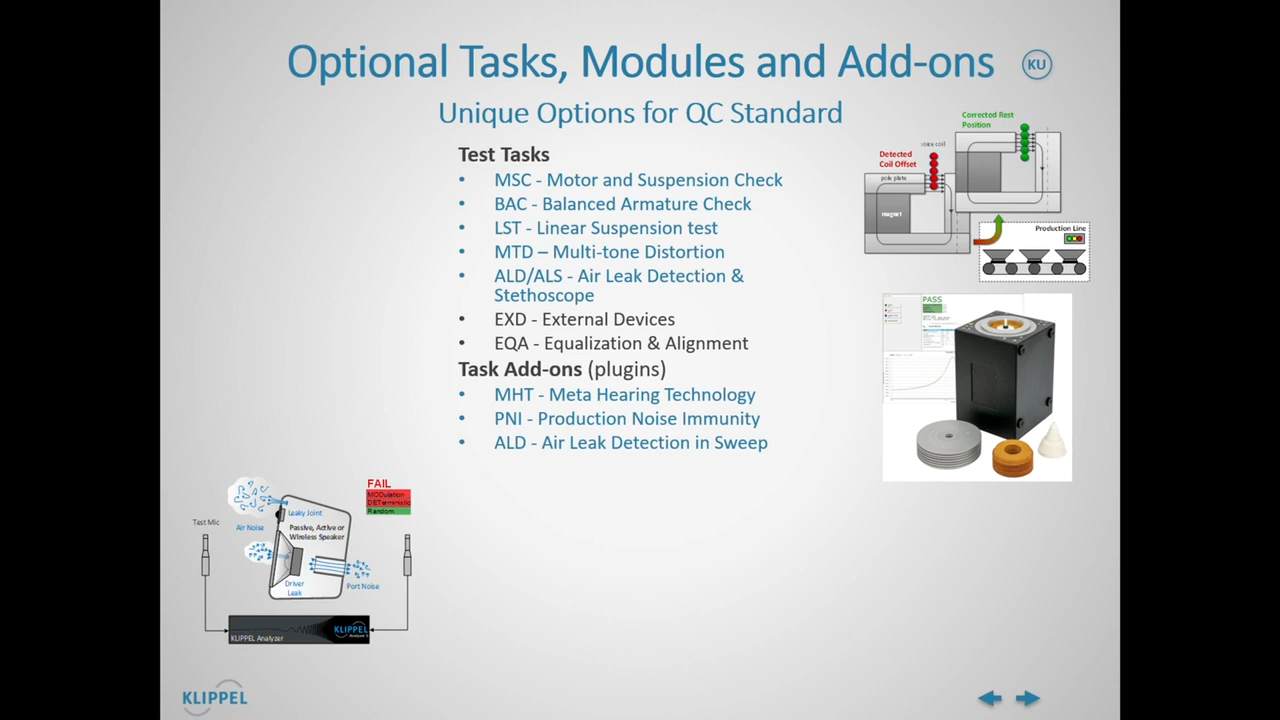 Optional Tasks, Modules and Add-ons
KU
Unique Options for QC Standard
Test Tasks
• MSC - Motor and Suspension Check
• BAC - Balanced Armature Check
• LST - Linear Suspension test
• MTD – Multi-tone Distortion
• ALD/ALS - Air Leak Detection &
Stethoscope
• EXD - External Devices
• EQA - Equalization & Alignment
Task Add-ons (plugins)
• MHT - Meta Hearing Technology
• PNI - Production Noise Immunity
• ALD - Air Leak Detection in Sweep
Corrected Rest
Position
voice coil
Detected
Coil Offset
pole plate
magnet
Production Line
PASS
FAIL
MODulation
DETerministic
Random
Leaky Joint
Test Mic
Air Noise
Passive, Active or
Wireless Speaker
Driver
Leak
Port Noise
KLIPPEL Analyzer
KLIPPEL
Analyzer 3
KLIPPEL